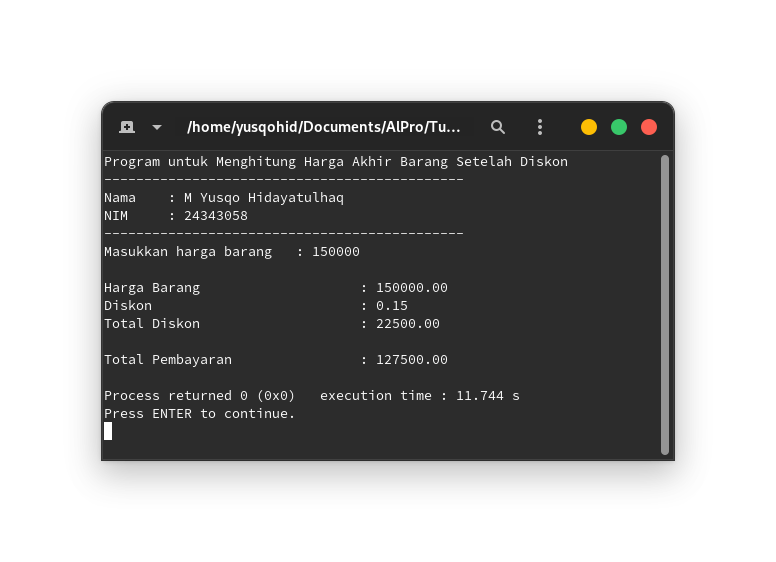 /home/yusqohid/Documents/AlPro/Tu...
Program untuk Menghitung Harga Akhir Barang Setelah Diskon
---------------------------------------------
Nama    : M Yusqo Hidayatulhaq
NIM     : 24343058
---------------------------------------------
Masukkan harga barang   : 150000
Harga Barang                    : 150000.00
Diskon                          : 0.15
Total Diskon                    : 22500.00
Total Pembayaran                : 127500.00
Process returned 0 (0x0)   execution time : 11.744 s
Press ENTER to continue.